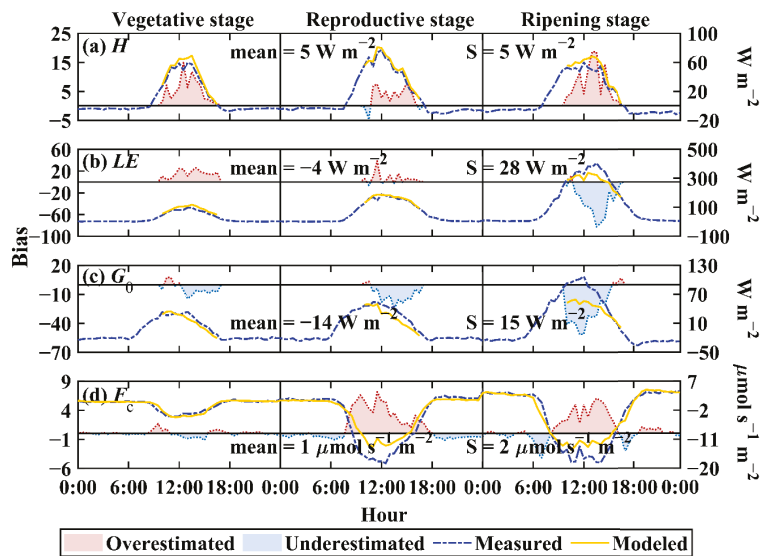 Vegetative stage Reproductive stage Ripening stage
25 (a) H mean = 5 W m⁻² S = 5 W m⁻² 100
15 80
60
5 40
20
−5 20
W m⁻²
60 (b) LE mean = −4 W m⁻² S = 28 W m⁻² 500
20 300
−20
−60 100
−100 −100
W m⁻²
Bias
20 (c) G₀ 130
−10 70
−40 mean = −14 W m⁻² S = 15 W m⁻² 10
−70 −50
W m⁻²
9 (d) F_c 7
4 −2
−1 mean = 1 μmol s⁻¹ m⁻² S = 2 μmol s⁻¹ m⁻² −11
−6 −20
μmol s⁻¹ m⁻²
0:00 6:00 12:00 18:00 0:00 6:00 12:00 18:00 0:00 6:00 12:00 18:00 0:00
Hour
Overestimated Underestimated Measured Modeled